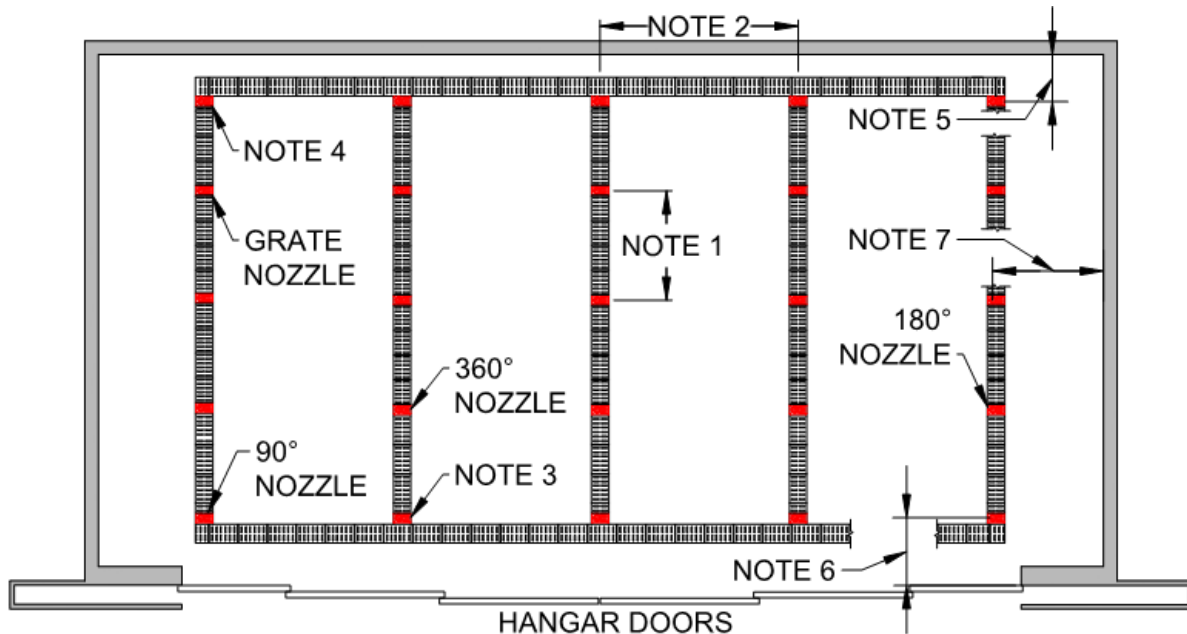 NOTE 2
NOTE 5
NOTE 4
GRATE
NOZZLE
NOTE 1
NOTE 7
180°
NOZZLE
360°
NOZZLE
90°
NOZZLE
NOTE 3
NOTE 6
HANGAR DOORS